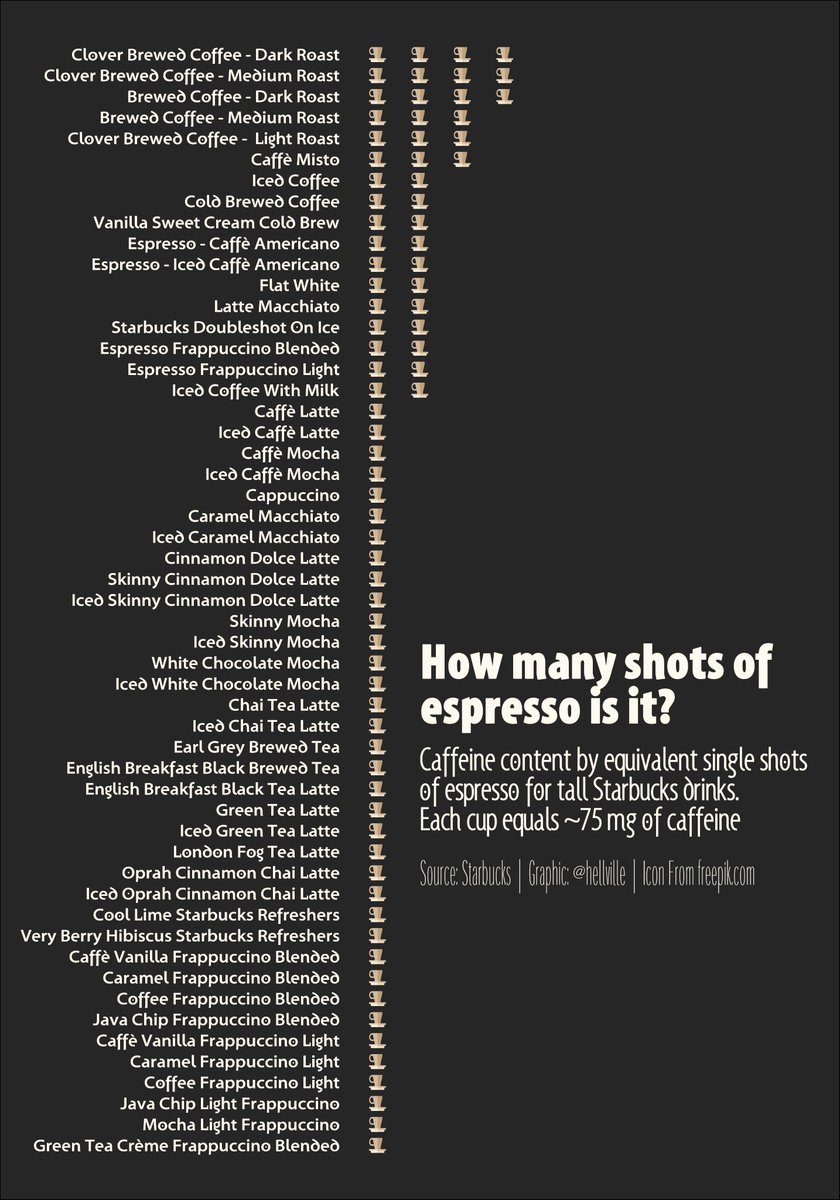 Clover Brewed Coffee - Dark Roast
Clover Brewed Coffee - Medium Roast
Brewed Coffee - Dark Roast
Brewed Coffee - Medium Roast
Clover Brewed Coffee -  Light Roast
Caffè Misto
Iced Coffee
Cold Brewed Coffee
Vanilla Sweet Cream Cold Brew
Espresso - Caffè Americano
Espresso - Iced Caffè Americano
Flat White
Latte Macchiato
Starbucks Doubleshot On Ice
Espresso Frappuccino Blended
Espresso Frappuccino Light
Iced Coffee With Milk
Caffè Latte
Iced Caffè Latte
Caffè Mocha
Iced Caffè Mocha
Cappuccino
Caramel Macchiato
Iced Caramel Macchiato
Cinnamon Dolce Latte
Skinny Cinnamon Dolce Latte
Iced Skinny Cinnamon Dolce Latte
Skinny Mocha
Iced Skinny Mocha
White Chocolate Mocha
Iced White Chocolate Mocha
Chai Tea Latte
Iced Chai Tea Latte
Earl Grey Brewed Tea
English Breakfast Black Brewed Tea
English Breakfast Black Tea Latte
Green Tea Latte
Iced Green Tea Latte
London Fog Tea Latte
Oprah Cinnamon Chai Latte
Iced Oprah Cinnamon Chai Latte
Cool Lime Starbucks Refreshers
Very Berry Hibiscus Starbucks Refreshers
Caffè Vanilla Frappuccino Blended
Caramel Frappuccino Blended
Coffee Frappuccino Blended
Java Chip Frappuccino Blended
Caffè Vanilla Frappuccino Light
Caramel Frappuccino Light
Coffee Frappuccino Light
Java Chip Light Frappuccino
Mocha Light Frappuccino
Green Tea Crème Frappuccino Blended
How many shots of
espresso is it?
Caffeine content by equivalent single shots
of espresso for tall Starbucks drinks.
Each cup equals ~75 mg of caffeine
Source: Starbucks | Graphic: @hellville | Icon From freepik.com